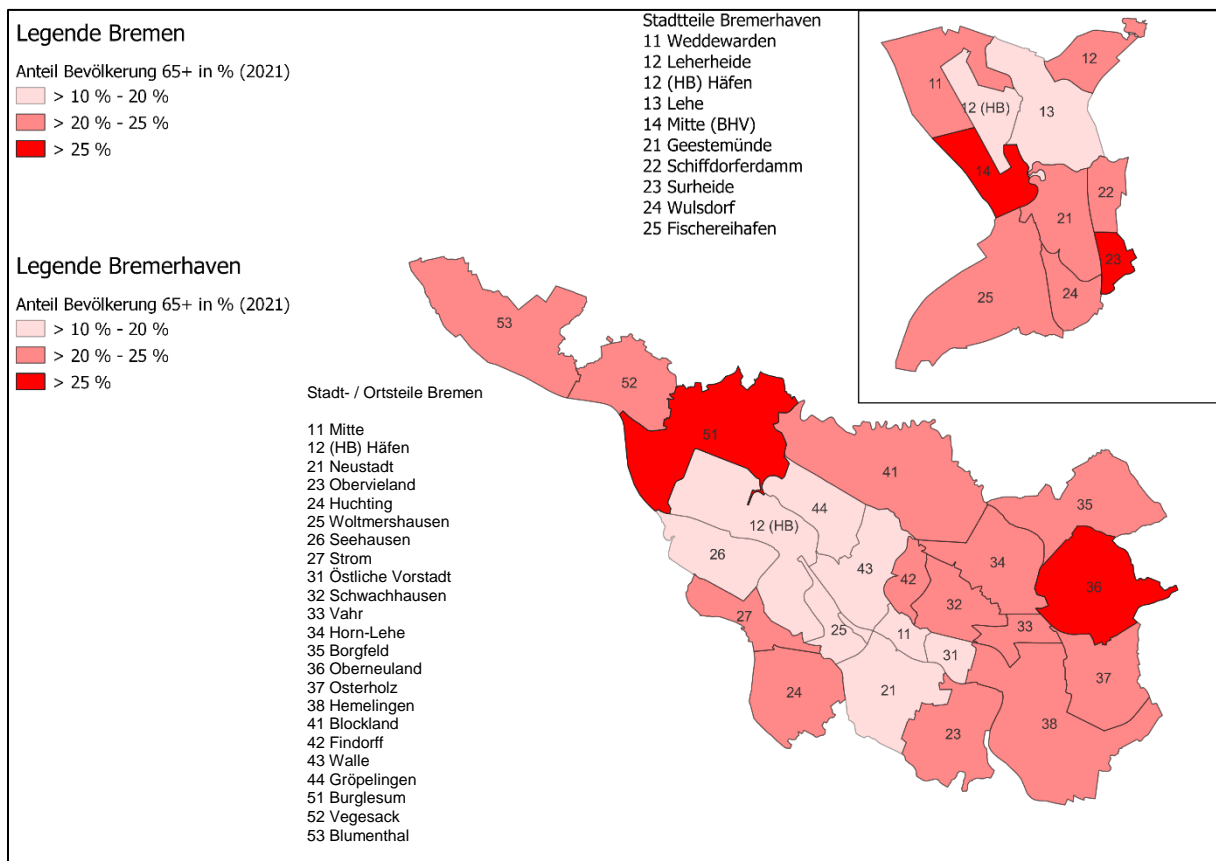 Legende Bremen
Anteil Bevölkerung 65+ in % (2021)
> 10 % - 20 %
> 20 % - 25 %
> 25 %
Legende Bremerhaven
Anteil Bevölkerung 65+ in % (2021)
> 10 % - 20 %
> 20 % - 25 %
> 25 %
Stadtteile Bremerhaven
11 Weddewarden
12 Leherheide
12 (HB) Häfen
13 Lehe
14 Mitte (BHV)
21 Geestemünde
22 Schiffdorferdamm
23 Surheide
24 Wulsdorf
25 Fischereihafen
12
11
12 (HB)
13
14
22
21
23
24
25
Stadt- / Ortsteile Bremen
11 Mitte
12 (HB) Häfen
21 Neustadt
23 Obervieland
24 Huchting
25 Woltmershausen
26 Seehausen
27 Strom
31 Östliche Vorstadt
32 Schwachhausen
33 Vahr
34 Horn-Lehe
35 Borgfeld
36 Oberneuland
37 Osterholz
38 Hemelingen
41 Blockland
42 Findorff
43 Walle
44 Gröpelingen
51 Burglesum
52 Vegesack
53 Blumenthal
53
52
51
41
35
44
12 (HB)
26
43
34
42
36
32
27
25
11
33
31
37
24
21
38
23